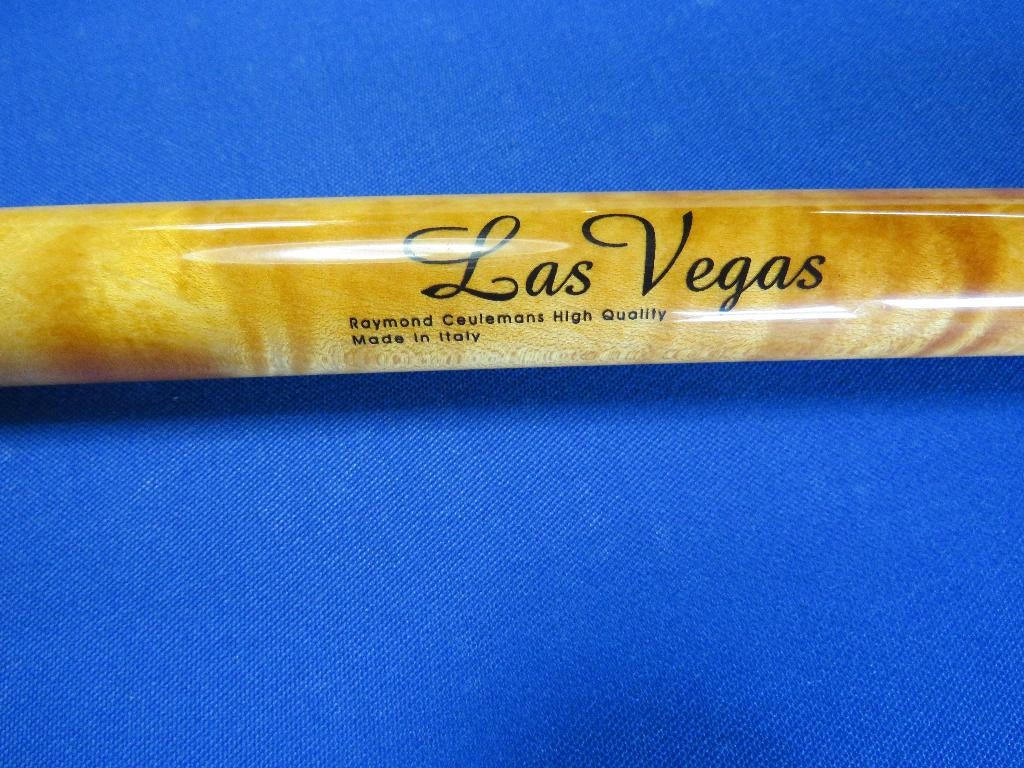 Las Vegas
Raymond Ceulemans High Quality
Made in Italy